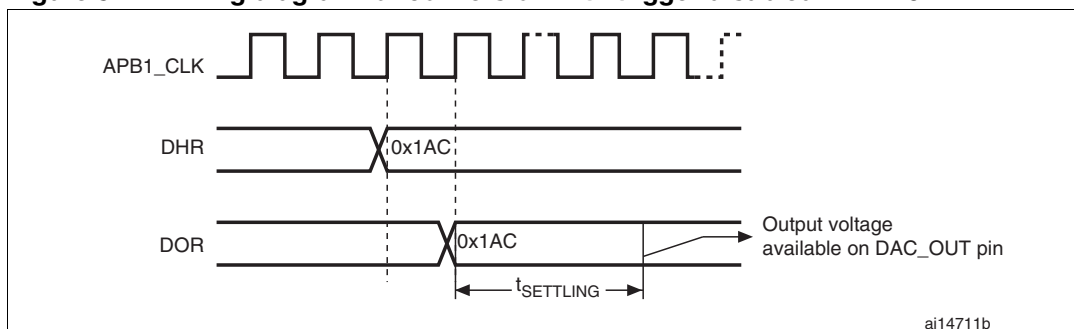 APB1_CLK
DHR
0x1AC
DOR
0x1AC
Output voltage
available on DAC_OUT pin
tSETTLING
ai14711b